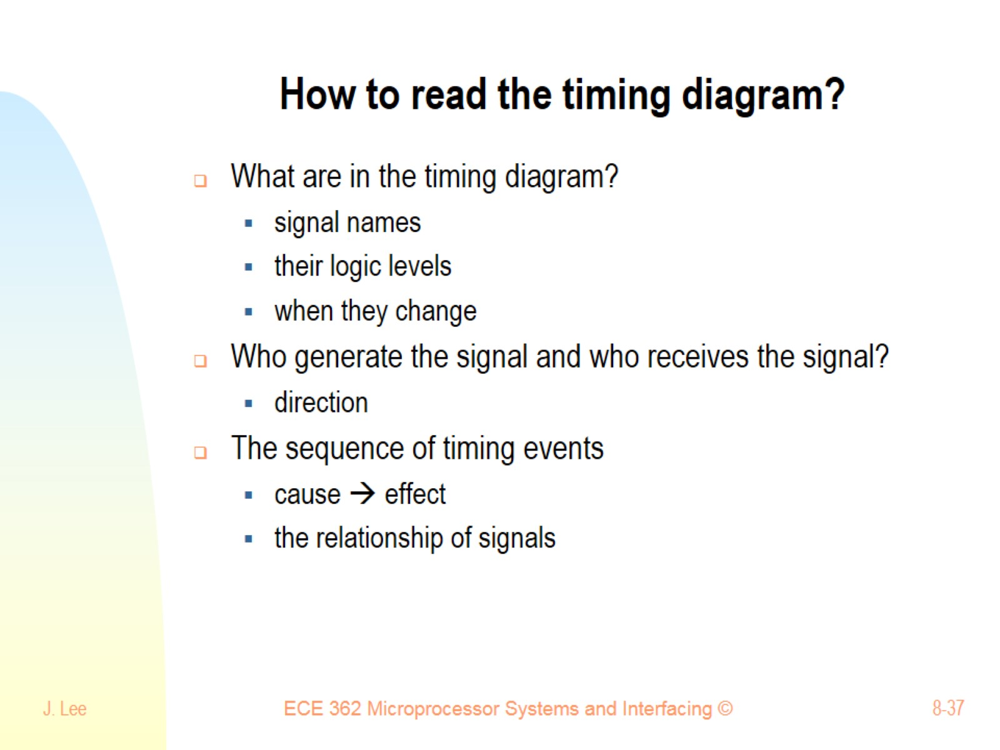 How to read the timing diagram?
What are in the timing diagram?
signal names
their logic levels
when they change
Who generate the signal and who receives the signal?
direction
The sequence of timing events
cause → effect
the relationship of signals
J. Lee
ECE 362 Microprocessor Systems and Interfacing ©
8-37